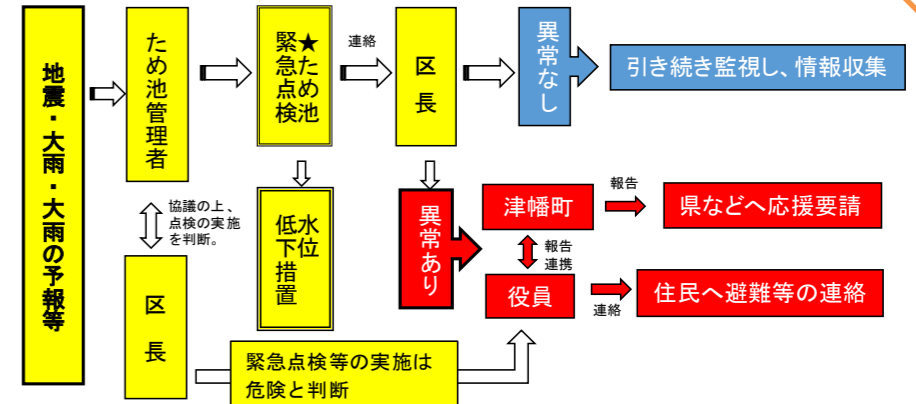 地震・大雨・大雨の予報等
ため池管理者
協議の上、
点検の実施
を判断。
区長
★ため池
緊急点検
連絡
区長
異常なし
引き続き監視し、情報収集
水位
低下措置
異常あり
津幡町
報告
県などへ応援要請
報告
連携
役員
連絡
住民へ避難等の連絡
緊急点検等の実施は
危険と判断